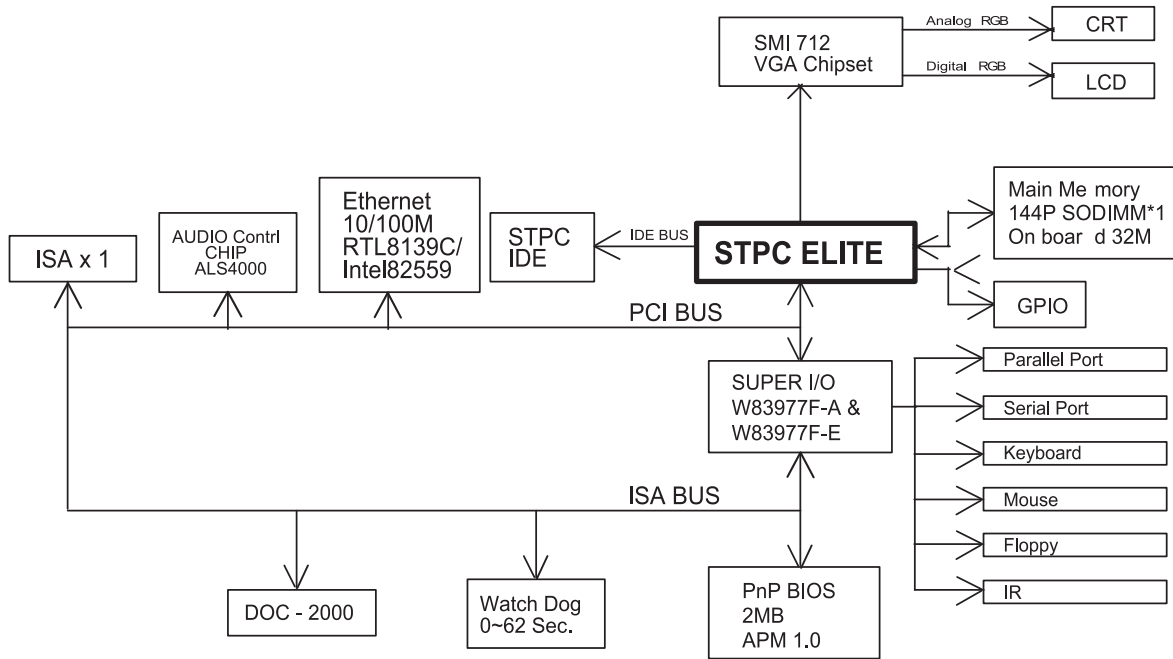 SMI 712
VGA Chipset
Analog RGB
CRT
Digital RGB
LCD
Main Me mory
144P SODIMM*1
On boar d 32M
Ethernet
10/100M
RTL8139C/
Intel82559
STPC
IDE
IDE BUS
STPC ELITE
AUDIO Contrl
CHIP
ALS4000
ISA x 1
GPIO
PCI BUS
SUPER I/O
W83977F-A &
W83977F-E
Parallel Port
Serial Port
Keyboard
Mouse
Floppy
IR
ISA BUS
DOC - 2000
Watch Dog
0~62 Sec.
PnP BIOS
2MB
APM 1.0